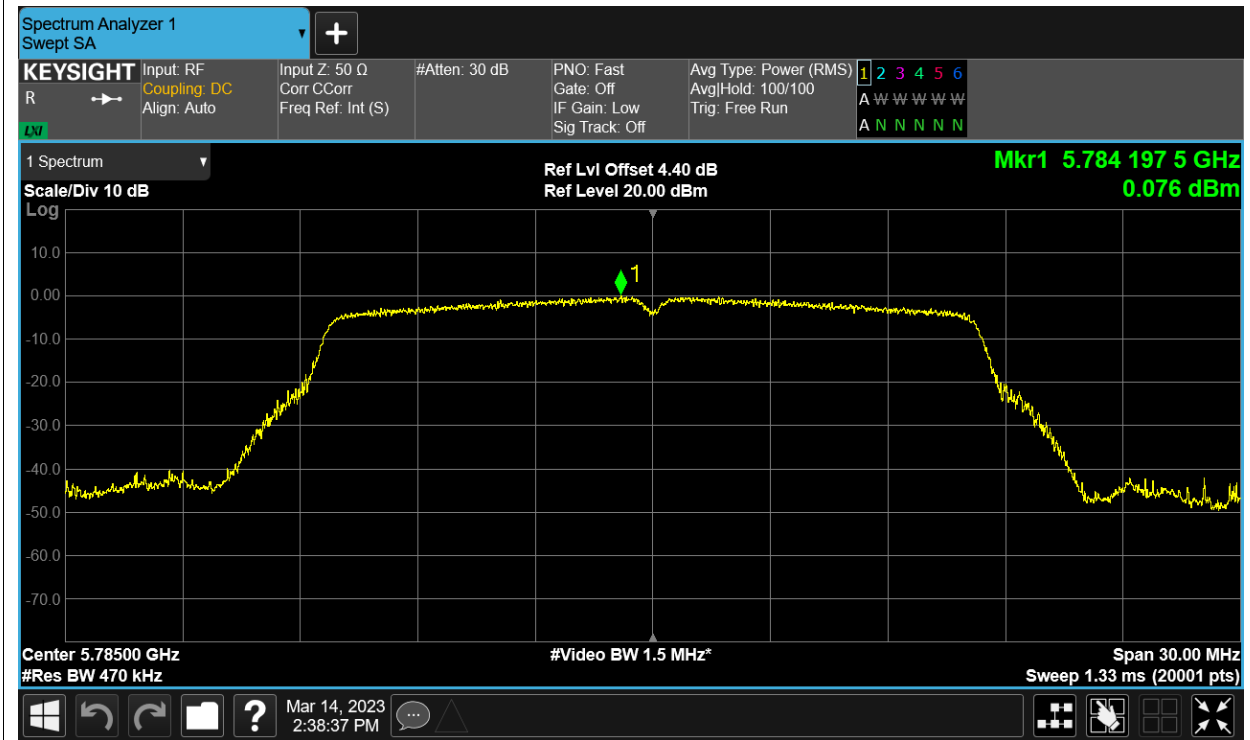 Spectrum Analyzer 1
Swept SA
KEYSIGHT
R
LXI
Input: RF
Coupling: DC
Align: Auto
Input Z: 50 Ω
Corr CCorr
Freq Ref: Int (S)
#Atten: 30 dB
PNO: Fast
Gate: Off
IF Gain: Low
Sig Track: Off
Avg Type: Power (RMS)
Avg|Hold: 100/100
Trig: Free Run
1 2 3 4 5 6
A W W W W W
A N N N N N
1 Spectrum
Scale/Div 10 dB
Ref Lvl Offset 4.40 dB
Ref Level 20.00 dBm
Mkr1 5.784 197 5 GHz
0.076 dBm
Log
10.0
0.00
-10.0
-20.0
-30.0
-40.0
-50.0
-60.0
-70.0
1
Center 5.78500 GHz
#Res BW 470 kHz
#Video BW 1.5 MHz*
Span 30.00 MHz
Sweep 1.33 ms (20001 pts)
?
Mar 14, 2023
2:38:37 PM